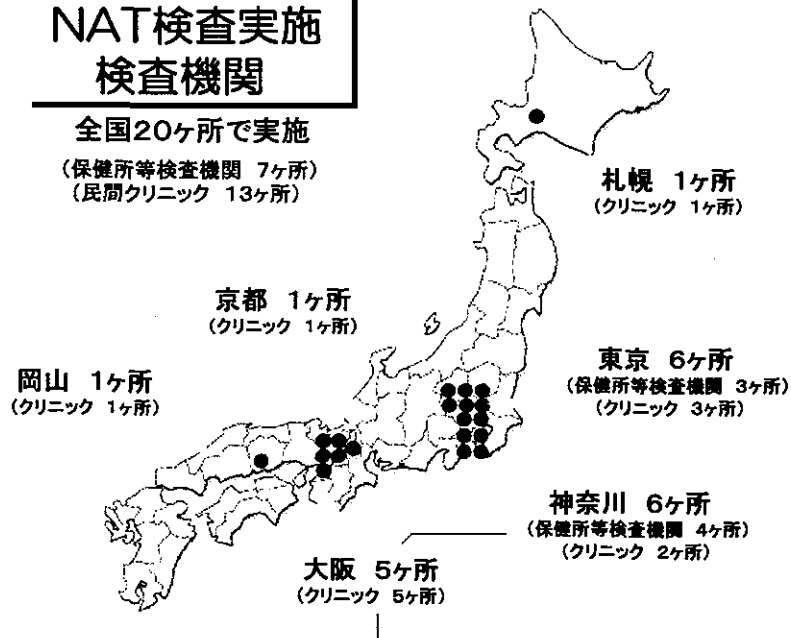 NAT検査実施
検査機関
全国20ヶ所で実施
(保健所等検査機関 7ヶ所)
(民間クリニック 13ヶ所)
札幌 1ヶ所
(クリニック 1ヶ所)
京都 1ヶ所
(クリニック 1ヶ所)
東京 6ヶ所
(保健所等検査機関 3ヶ所)
(クリニック 3ヶ所)
岡山 1ヶ所
(クリニック 1ヶ所)
神奈川 6ヶ所
(保健所等検査機関 4ヶ所)
(クリニック 2ヶ所)
大阪 5ヶ所
(クリニック 5ヶ所)